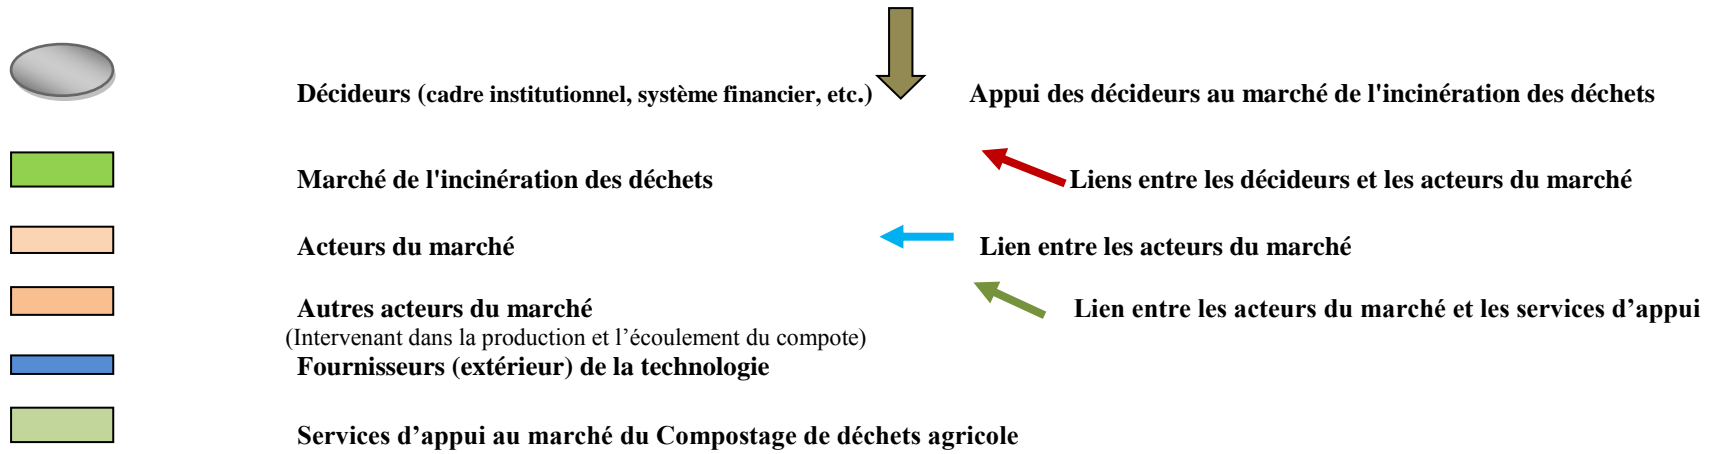 Décideurs (cadre institutionnel, système financier, etc.)
Appui des décideurs au marché de l'incinération des déchets
Marché de l'incinération des déchets
Liens entre les décideurs et les acteurs du marché
Acteurs du marché
Lien entre les acteurs du marché
Autres acteurs du marché
Lien entre les acteurs du marché et les services d’appui
(Intervenant dans la production et l’écoulement du compote)
Fournisseurs (extérieur) de la technologie
Services d’appui au marché du Compostage de déchets agricole